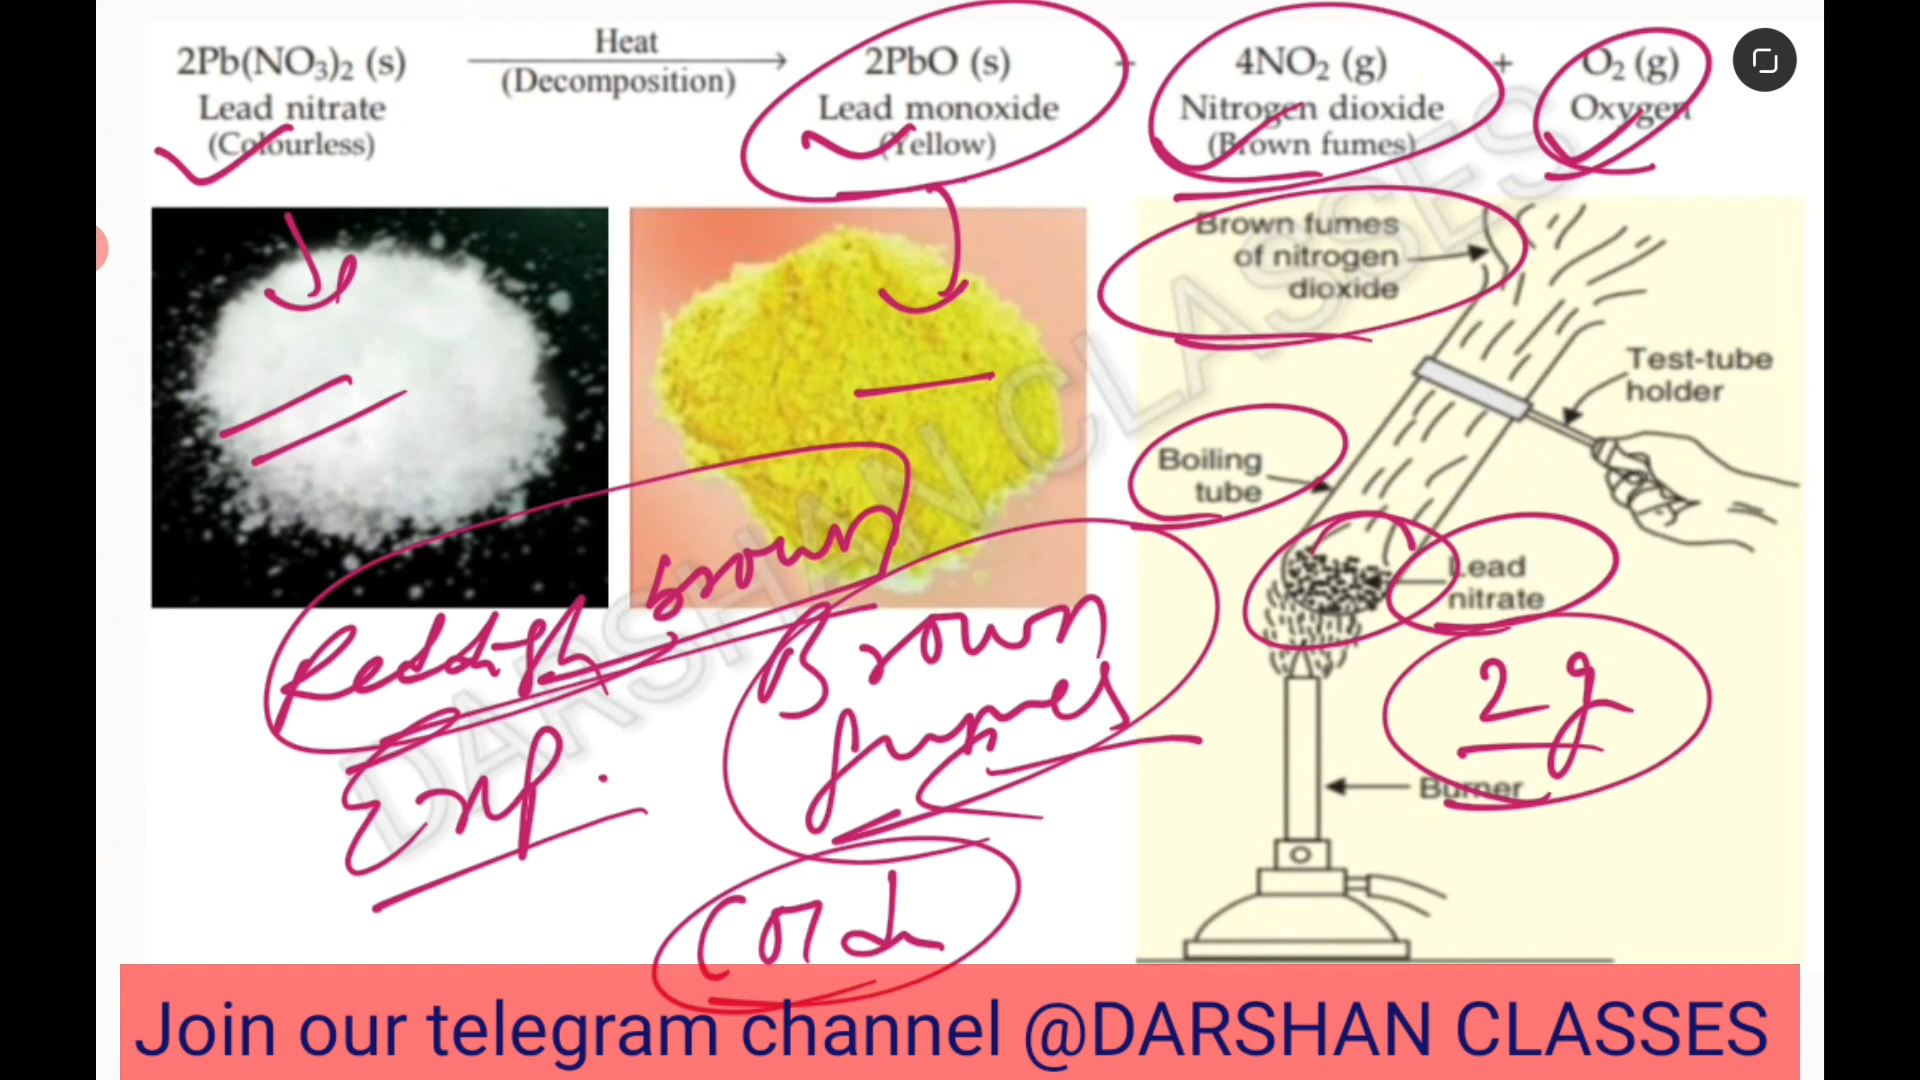 2Pb(NO₃)₂ (s) Heat 2PbO (s) + 4NO₂ (g) + O₂ (g)
Lead nitrate (Decomposition) Lead monoxide Nitrogen dioxide Oxygen
(Colourless) (Yellow) (Brown fumes)
Brown fumes
of nitrogen
dioxide
Test-tube
holder
Boiling
tube
Lead
nitrate
Burner
Reddish brown
Brown
fumes
2g
Exp.
DARSHAN CLASSES
Join our telegram channel @DARSHAN CLASSES